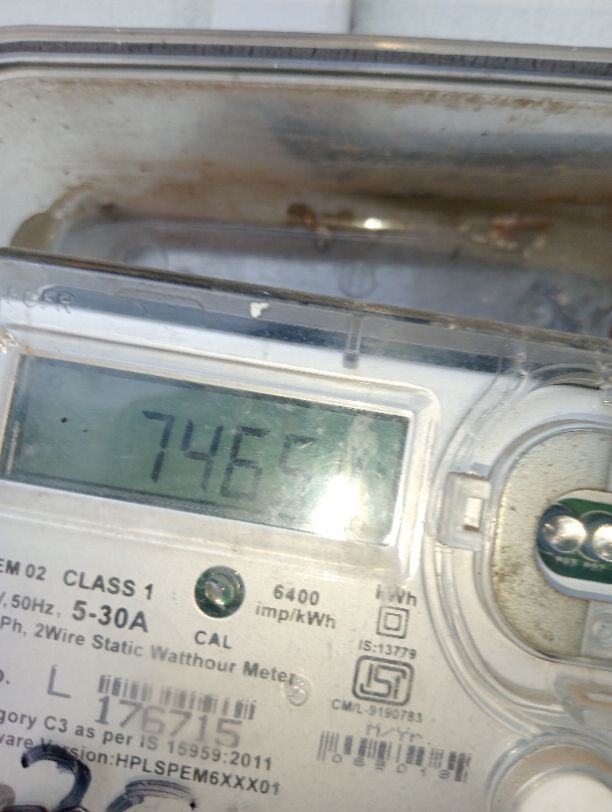 746
EM 02 CLASS 1
6400
imp/kWh
kWh
, 50Hz, 5-30A
Ph, 2Wire Static Watthour Meter
CAL
IS:13779
ISI
CM/L-9190783
L
176715
M/Yr.
gory C3 as per IS 15959:2011
ware Version:HPLSPEM6XXX01